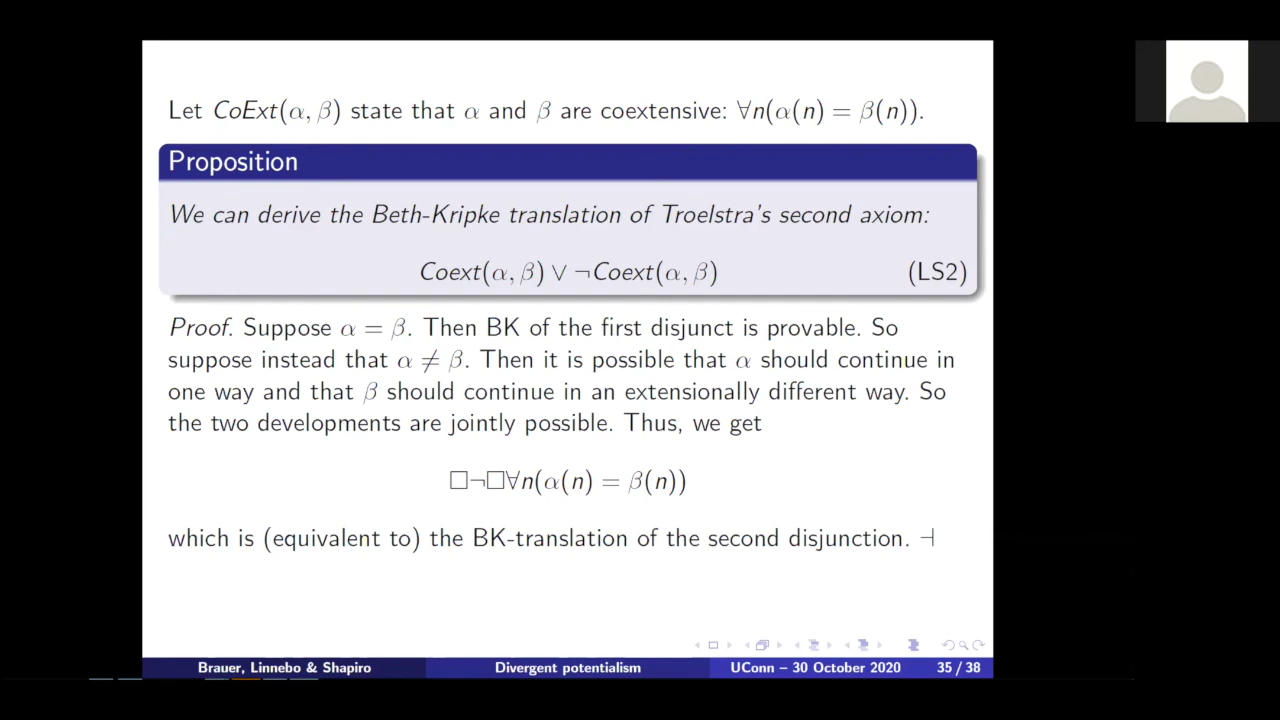 Let CoExt(α, β) state that α and β are coextensive: ∀n(α(n) = β(n)).
Proposition
We can derive the Beth-Kripke translation of Troelstra's second axiom:
Coext(α, β) ∨ ¬Coext(α, β) (LS2)
Proof. Suppose α = β. Then BK of the first disjunct is provable. So
suppose instead that α ≠ β. Then it is possible that α should continue in
one way and that β should continue in an extensionally different way. So
the two developments are jointly possible. Thus, we get
□¬□∀n(α(n) = β(n))
which is (equivalent to) the BK-translation of the second disjunction. ⊣
Brauer, Linnebo & Shapiro Divergent potentialism UConn – 30 October 2020 35 / 38